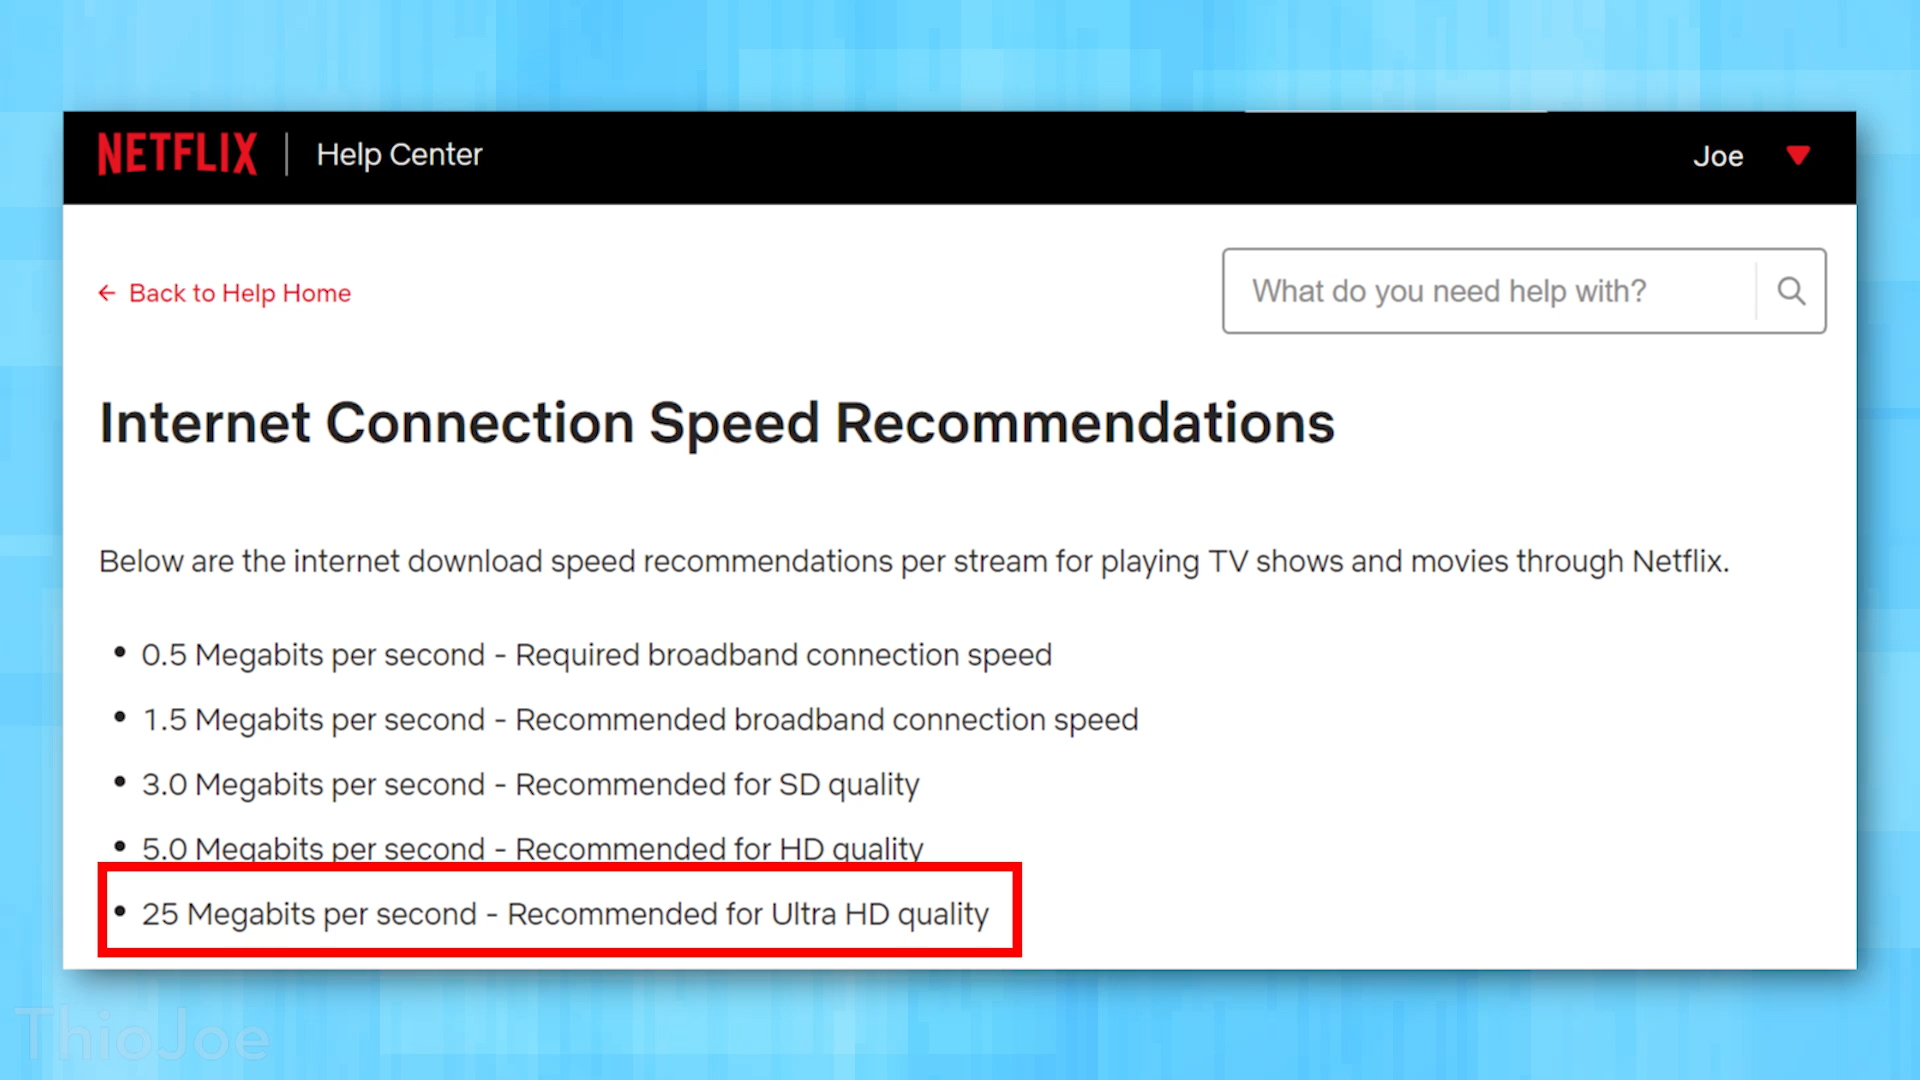 NETFLIX | Help Center
Joe
← Back to Help Home
What do you need help with?
Internet Connection Speed Recommendations
Below are the internet download speed recommendations per stream for playing TV shows and movies through Netflix.
• 0.5 Megabits per second - Required broadband connection speed
• 1.5 Megabits per second - Recommended broadband connection speed
• 3.0 Megabits per second - Recommended for SD quality
• 5.0 Megabits per second - Recommended for HD quality
• 25 Megabits per second - Recommended for Ultra HD quality
ThioJoe